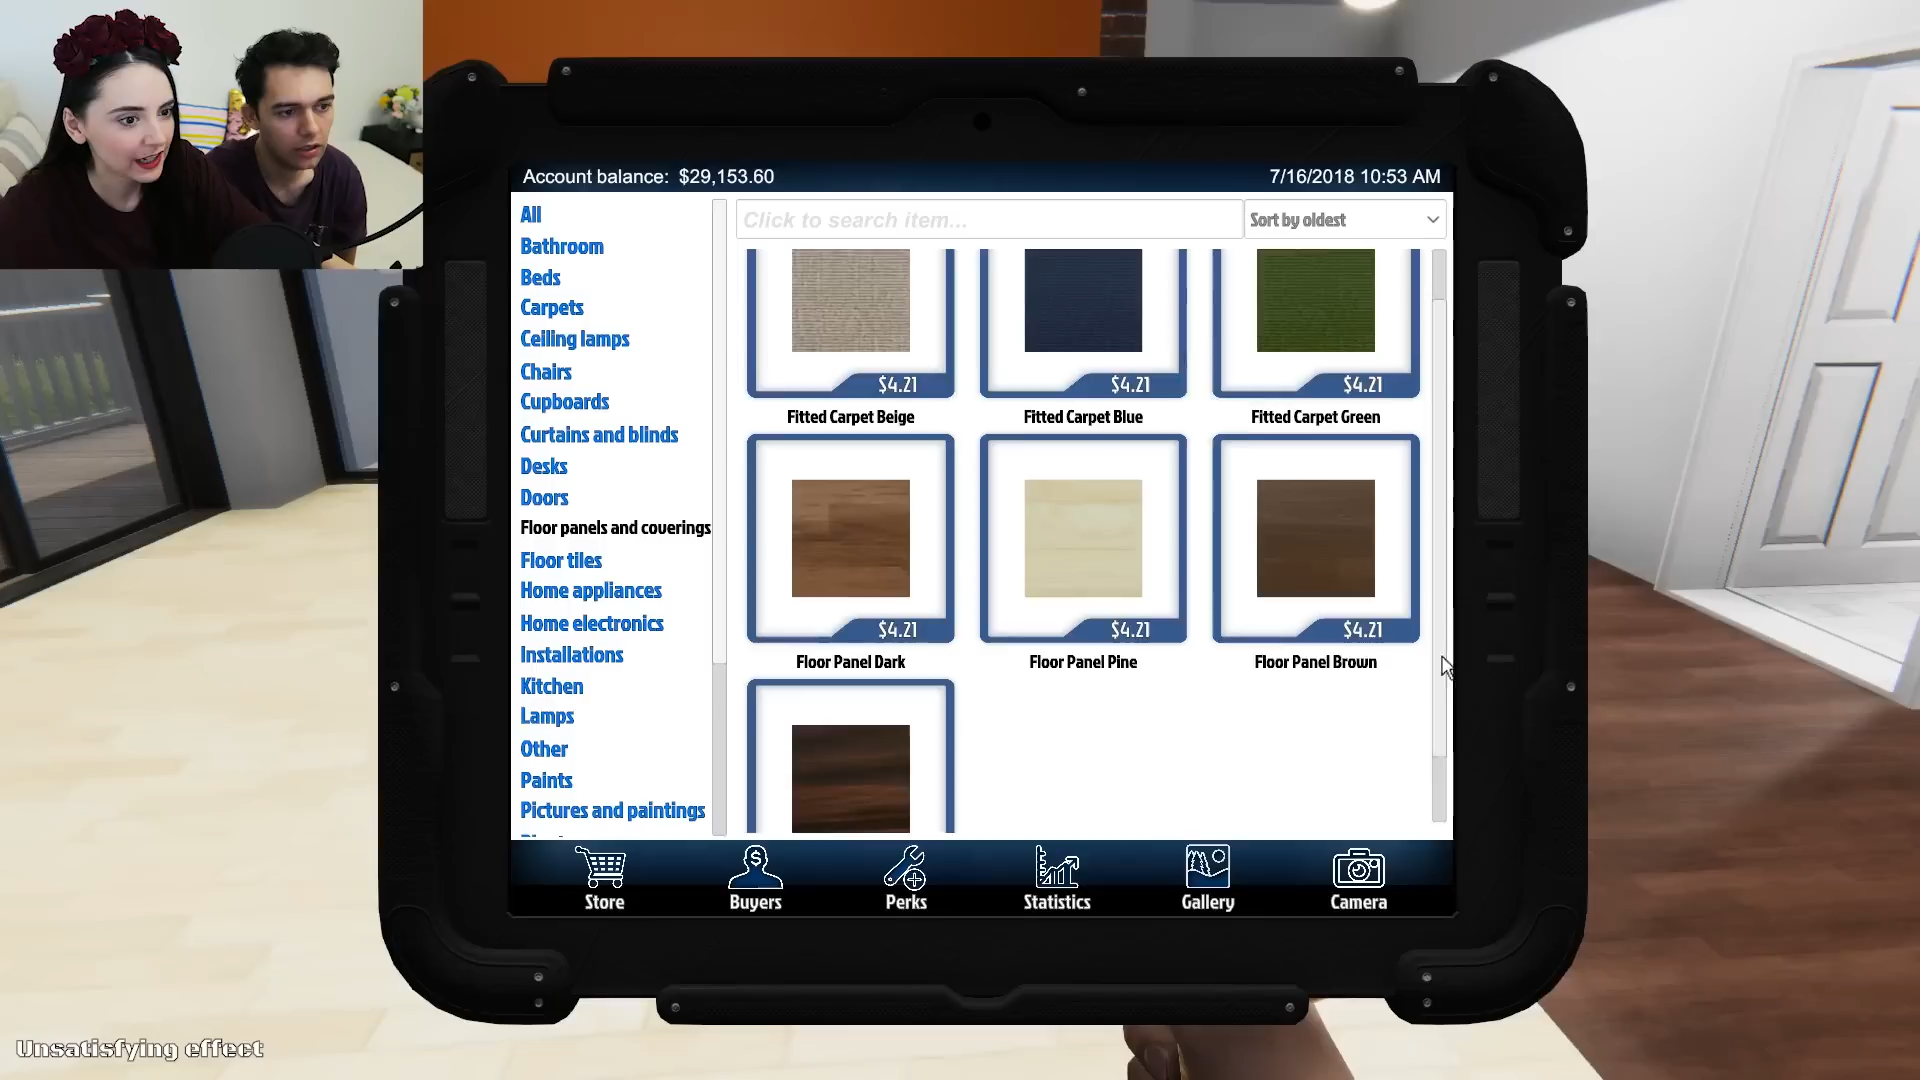 Account balance: $29,153.60
7/16/2018 10:53 AM
All
Bathroom
Beds
Carpets
Ceiling lamps
Chairs
Cupboards
Curtains and blinds
Desks
Doors
Floor panels and coverings
Floor tiles
Home appliances
Home electronics
Installations
Kitchen
Lamps
Other
Paints
Pictures and paintings
Click to search item...
Sort by oldest
$4.21
$4.21
$4.21
Fitted Carpet Beige
Fitted Carpet Blue
Fitted Carpet Green
$4.21
$4.21
$4.21
Floor Panel Dark
Floor Panel Pine
Floor Panel Brown
Store
Buyers
Perks
Statistics
Gallery
Camera
Unsatisfying effect